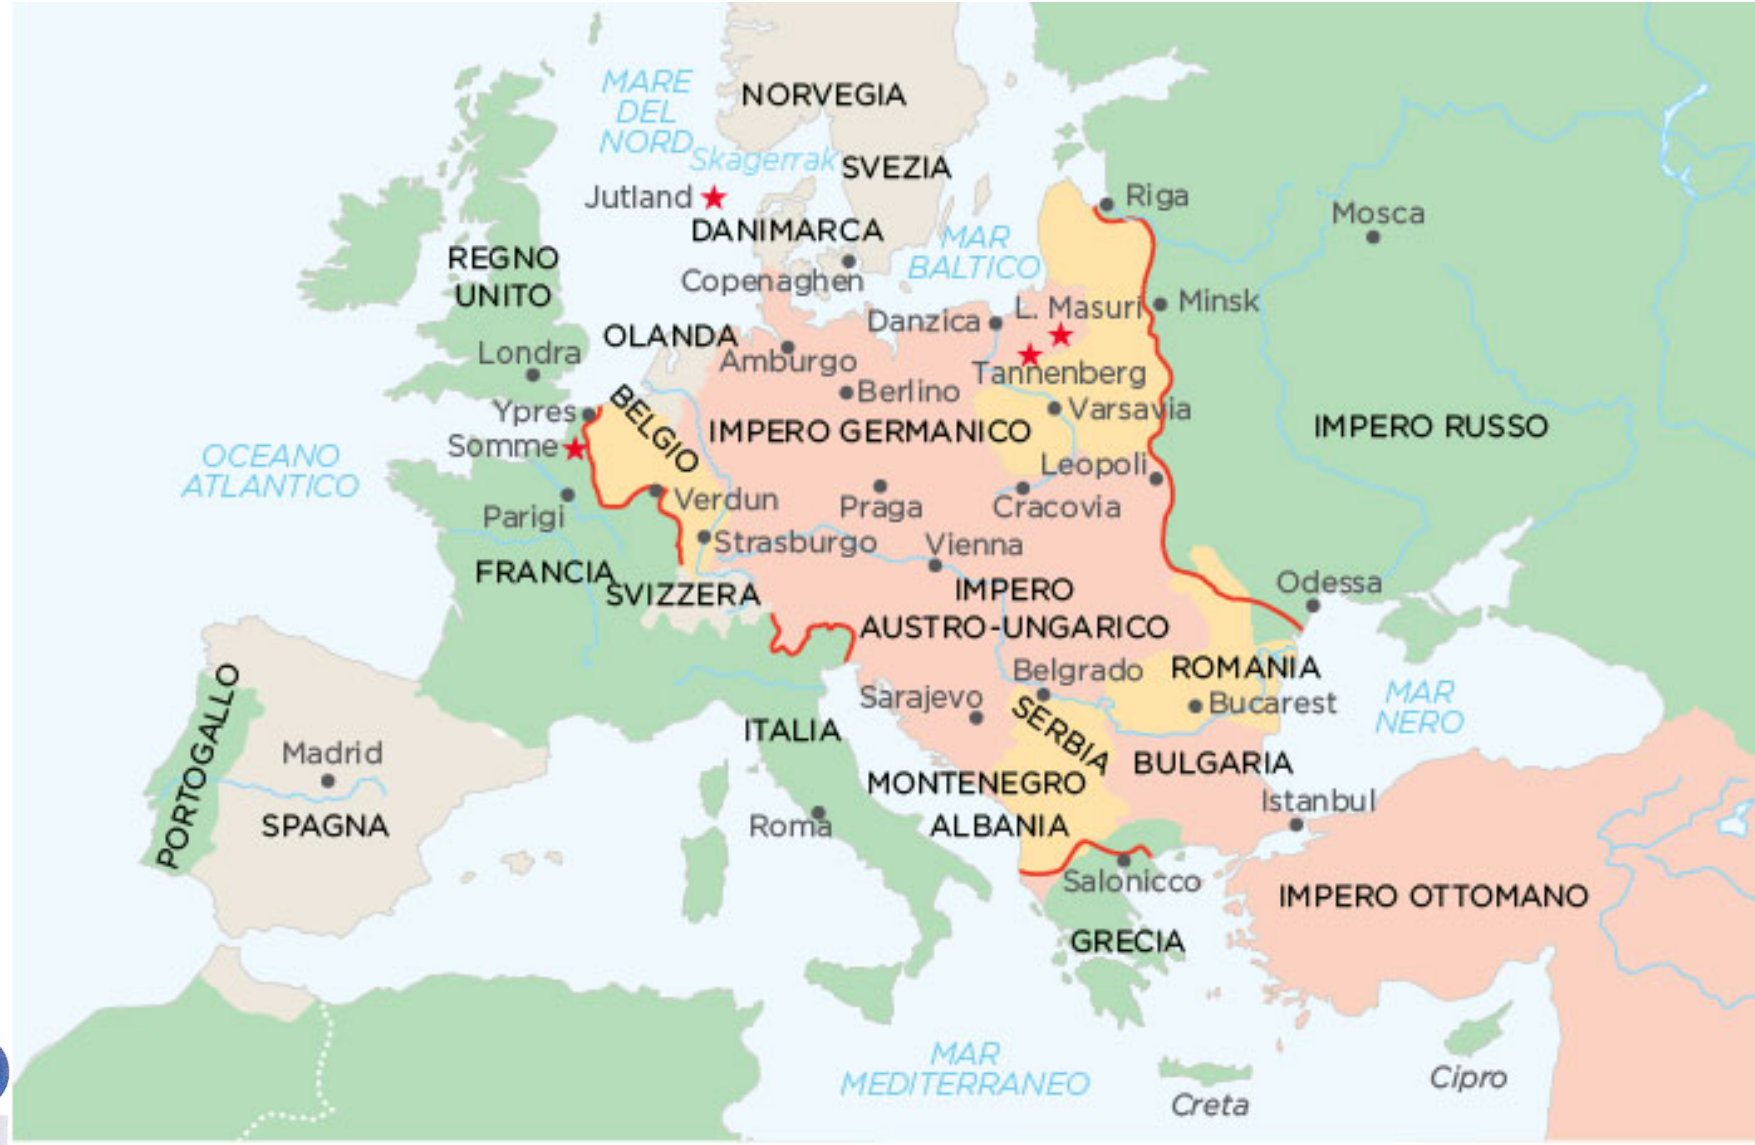 MARE
DEL
NORD
NORVEGIA
Skagerrak
SVEZIA
Jutland
DANIMARCA
Copenaghen
MAR
BALTICO
Riga
Mosca
REGNO
UNITO
Minsk
L. Masuri
Danzica
OLANDA
Amburgo
Londra
Tannenberg
Berlino
Ypres
BELGIO
Varsavia
IMPERO GERMANICO
IMPERO RUSSO
Somme
OCEANO
ATLANTICO
Leopoli
Verdun
Praga
Cracovia
Parigi
Strasburgo
Vienna
FRANCIA
SVIZZERA
IMPERO
AUSTRO-UNGARICO
Odessa
Belgrado
ROMANIA
PORTOGALLO
Sarajevo
SERBIA
Bucarest
MAR
NERO
ITALIA
Madrid
BULGARIA
MONTENEGRO
Istanbul
SPAGNA
Roma
ALBANIA
Salonicco
IMPERO OTTOMANO
GRECIA
MAR
MEDITERRANEO
Creta
Cipro